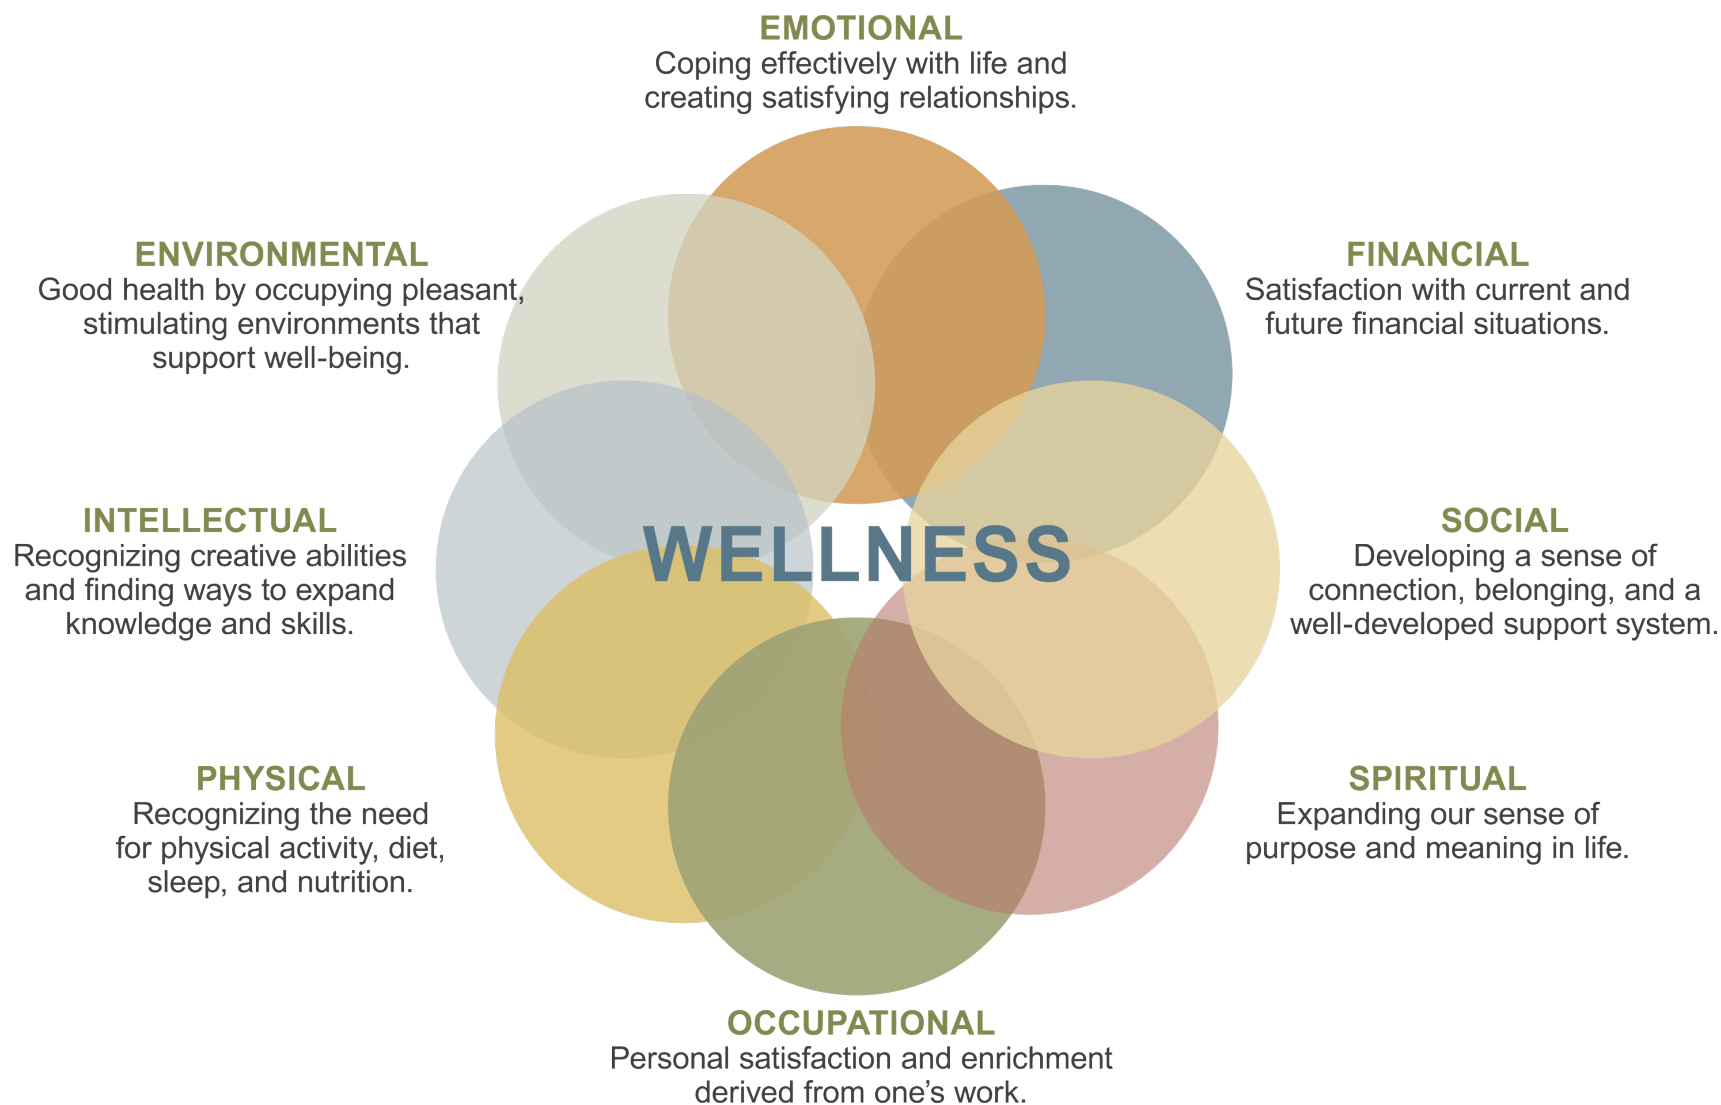 EMOTIONAL
Coping effectively with life and
creating satisfying relationships.
ENVIRONMENTAL
Good health by occupying pleasant,
stimulating environments that
support well-being.
FINANCIAL
Satisfaction with current and
future financial situations.
INTELLECTUAL
Recognizing creative abilities
and finding ways to expand
knowledge and skills.
WELLNESS
SOCIAL
Developing a sense of
connection, belonging, and a
well-developed support system.
PHYSICAL
Recognizing the need
for physical activity, diet,
sleep, and nutrition.
SPIRITUAL
Expanding our sense of
purpose and meaning in life.
OCCUPATIONAL
Personal satisfaction and enrichment
derived from one’s work.